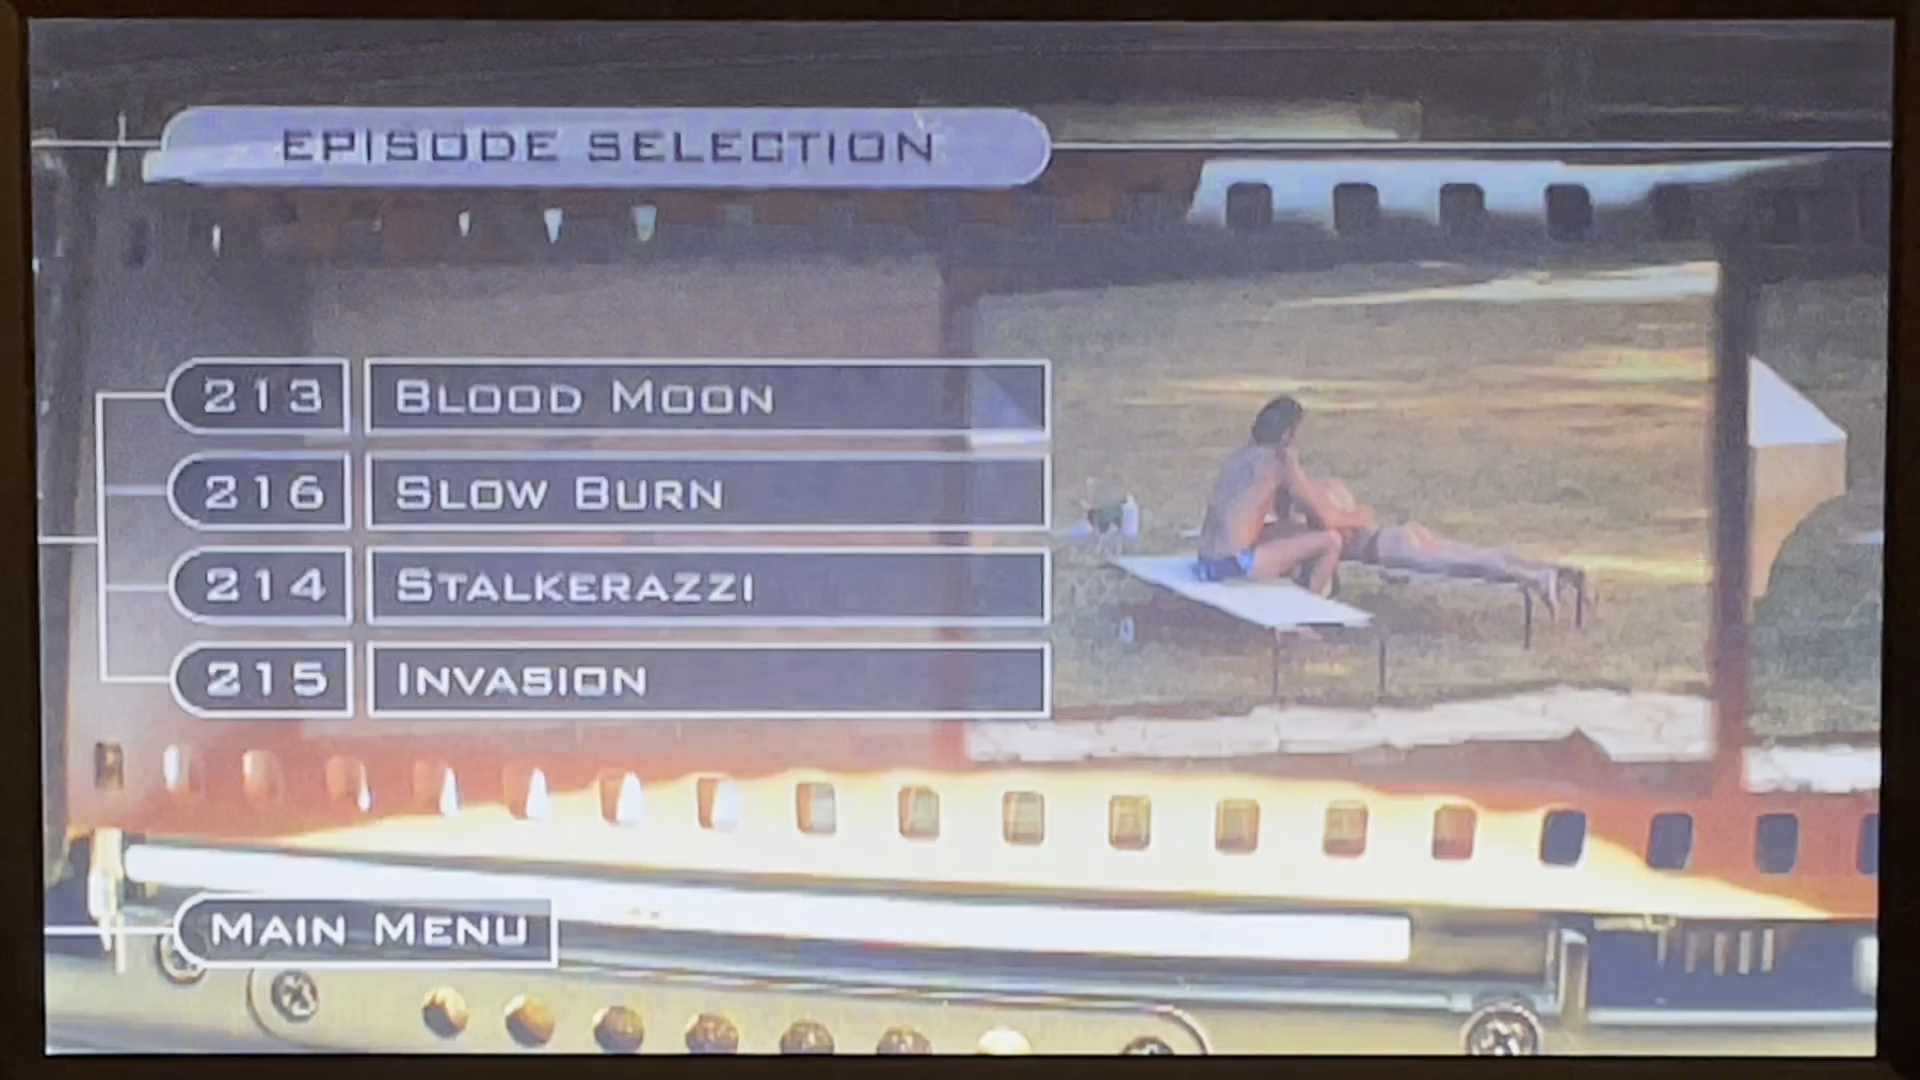 EPISODE SELECTION
213 BLOOD MOON
216 SLOW BURN
214 STALKERAZZI
215 INVASION
MAIN MENU